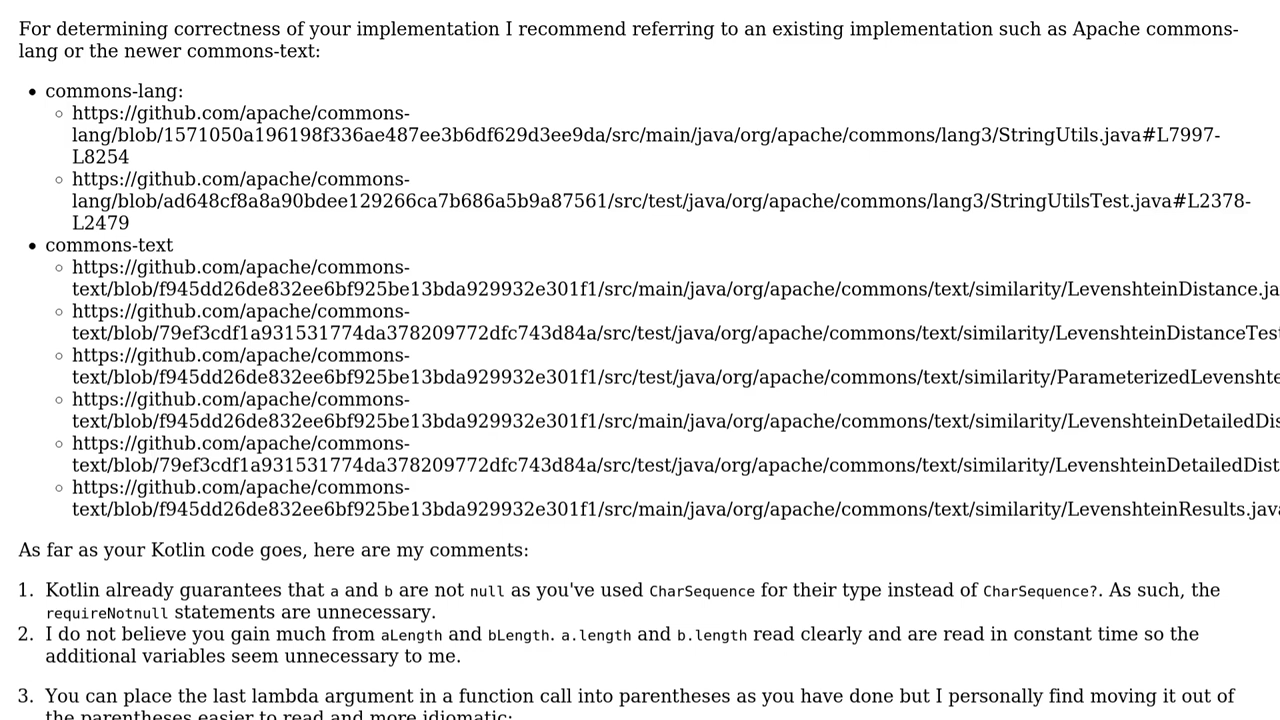 For determining correctness of your implementation I recommend referring to an existing implementation such as Apache commons-
lang or the newer commons-text:
commons-lang:
https://github.com/apache/commons-
lang/blob/1571050a196198f336ae487ee3b6df629d3ee9da/src/main/java/org/apache/commons/lang3/StringUtils.java#L7997-
L8254
https://github.com/apache/commons-
lang/blob/ad648cf8a8a90bdee129266ca7b686a5b9a87561/src/test/java/org/apache/commons/lang3/StringUtilsTest.java#L2378-
L2479
commons-text
https://github.com/apache/commons-
text/blob/f945dd26de832ee6bf925be13bda929932e301f1/src/main/java/org/apache/commons/text/similarity/LevenshteinDistance.ja
https://github.com/apache/commons-
text/blob/79ef3cdf1a931531774da378209772dfc743d84a/src/test/java/org/apache/commons/text/similarity/LevenshteinDistanceTest
https://github.com/apache/commons-
text/blob/f945dd26de832ee6bf925be13bda929932e301f1/src/test/java/org/apache/commons/text/similarity/ParameterizedLevenshte
https://github.com/apache/commons-
text/blob/f945dd26de832ee6bf925be13bda929932e301f1/src/main/java/org/apache/commons/text/similarity/LevenshteinDetailedDis
https://github.com/apache/commons-
text/blob/79ef3cdf1a931531774da378209772dfc743d84a/src/test/java/org/apache/commons/text/similarity/LevenshteinDetailedDist
https://github.com/apache/commons-
text/blob/f945dd26de832ee6bf925be13bda929932e301f1/src/main/java/org/apache/commons/text/similarity/LevenshteinResults.java
As far as your Kotlin code goes, here are my comments:
1. Kotlin already guarantees that a and b are not null as you've used CharSequence for their type instead of CharSequence?. As such, the
requireNotnull statements are unnecessary.
2. I do not believe you gain much from aLength and bLength. a.length and b.length read clearly and are read in constant time so the
additional variables seem unnecessary to me.
3. You can place the last lambda argument in a function call into parentheses as you have done but I personally find moving it out of
the parentheses easier to read and more idiomatic: